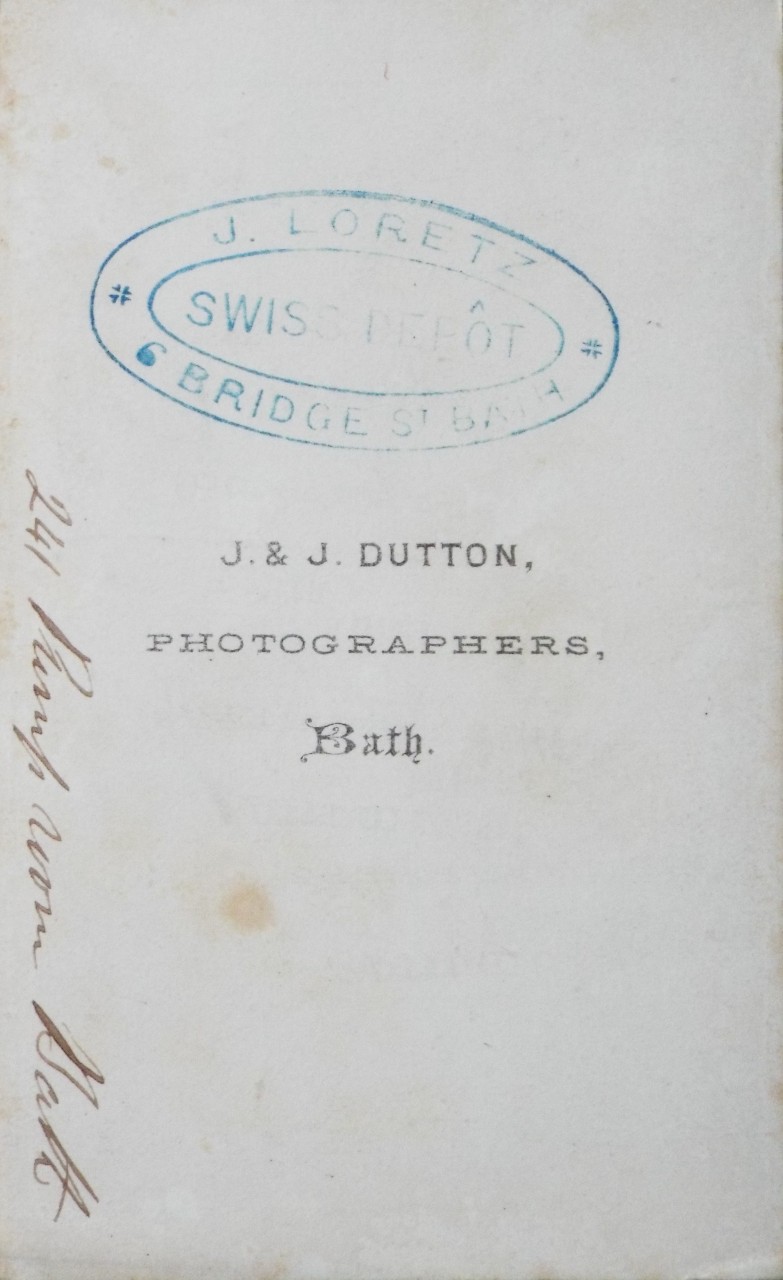 J. LORETZ
SWISS DEPÔT
6 BRIDGE ST. BATH
J. & J. DUTTON,
PHOTOGRAPHERS,
Bath.
241 Pump room Bath